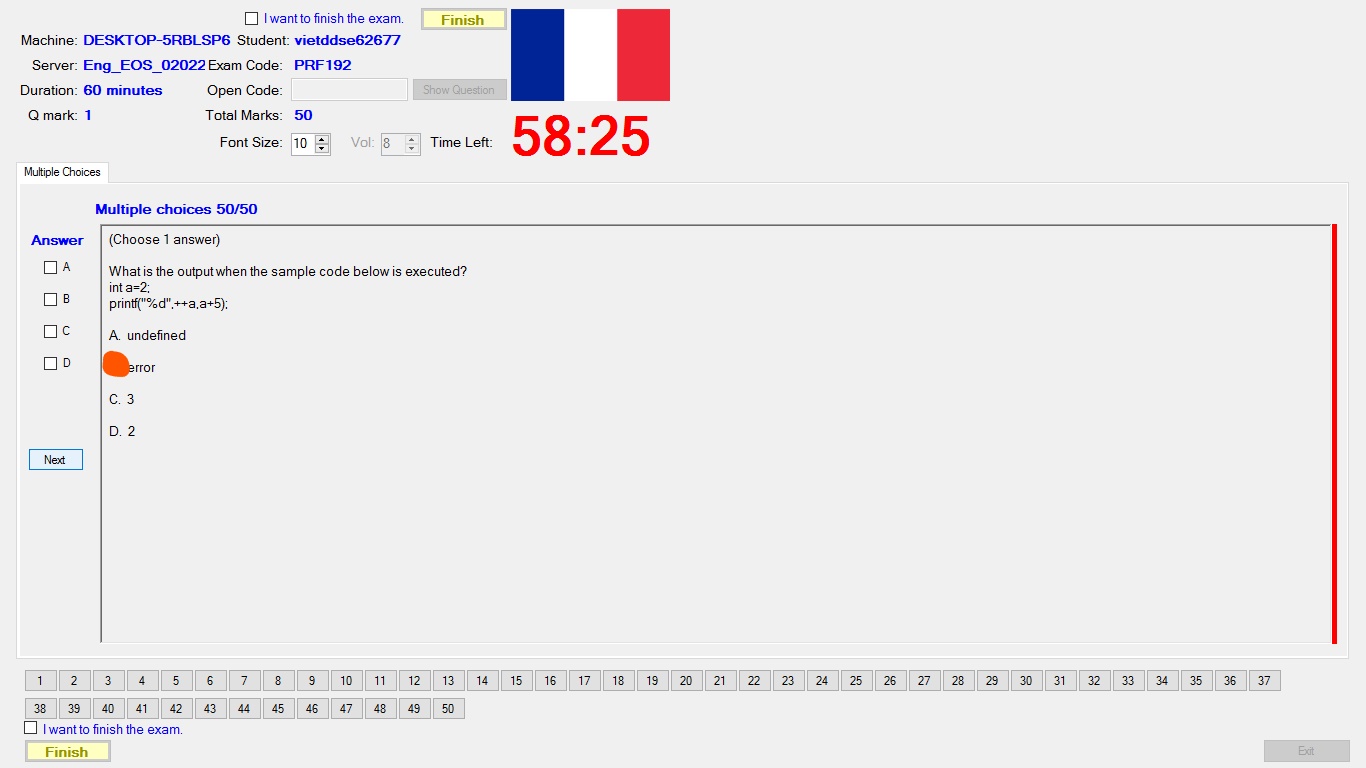 I want to finish the exam. Finish
Machine: DESKTOP-5RBLSP6 Student: vietddse62677
Server: Eng_EOS_02022 Exam Code: PRF192
Duration: 60 minutes Open Code: Show Question
Q mark: 1 Total Marks: 50
Font Size: 10 Vol: 8 Time Left: 58:25
Multiple Choices
Multiple choices 50/50
Answer
A
B
C
D
Next
(Choose 1 answer)
What is the output when the sample code below is executed?
int a=2;
printf("%d",++a,a+5);
A. undefined
error
C. 3
D. 2
1 2 3 4 5 6 7 8 9 10 11 12 13 14 15 16 17 18 19 20 21 22 23 24 25 26 27 28 29 30 31 32 33 34 35 36 37
38 39 40 41 42 43 44 45 46 47 48 49 50
I want to finish the exam.
Finish
Exit